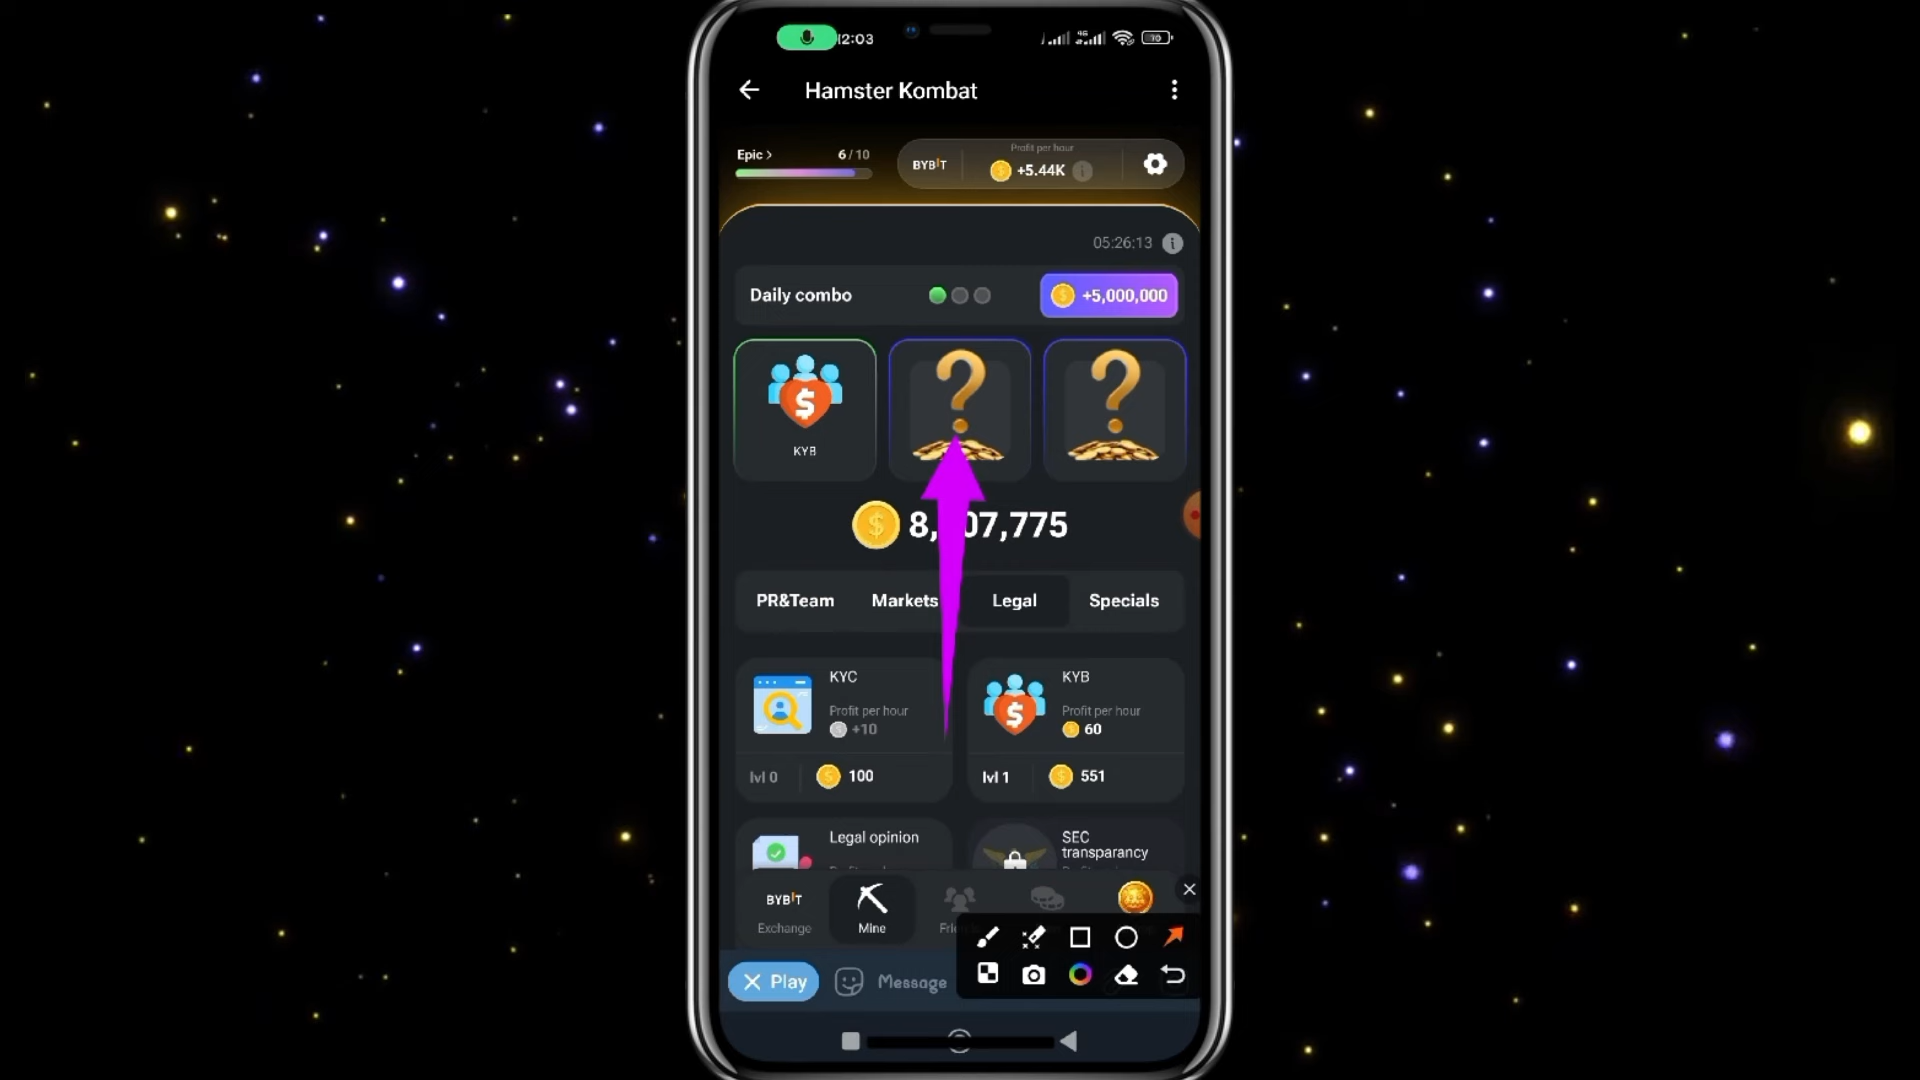 12:03
4G
70
Hamster Kombat
Epic > 6/10
BYBIT
Profit per hour
+5.44K
05:26:13
Daily combo
+5,000,000
KYB
07,775
PR&Team Markets Legal Specials
KYC
Profit per hour
+10
lvl 0 100
KYB
Profit per hour
60
lvl 1 551
Legal opinion
SEC
transparancy
BYBIT
Exchange
Mine
Play
Message